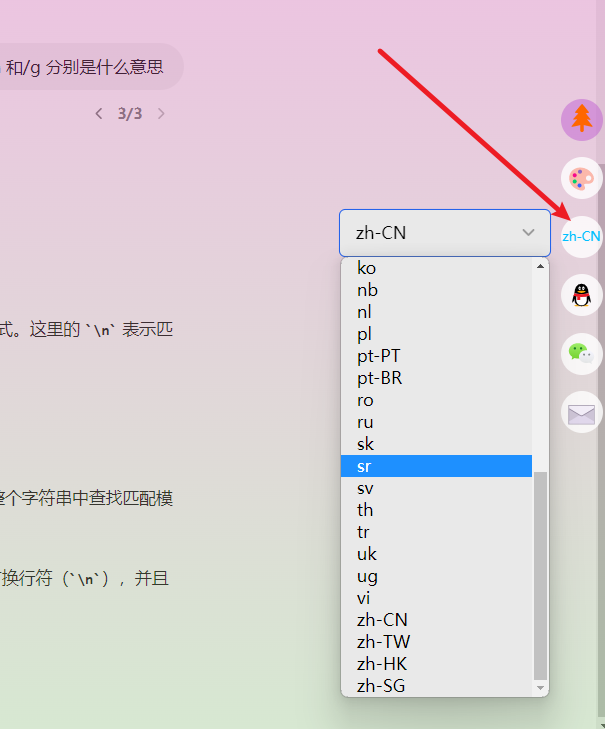 和/g 分别是什么意思
3/3
zh-CN
zh-CN
ko
nb
nl
pl
pt-PT
pt-BR
ro
ru
sk
sr
sv
th
tr
uk
ug
vi
zh-CN
zh-TW
zh-HK
zh-SG
式。这里的 `\n` 表示匹
整个字符串中查找匹配模
换行符（`\n`），并且